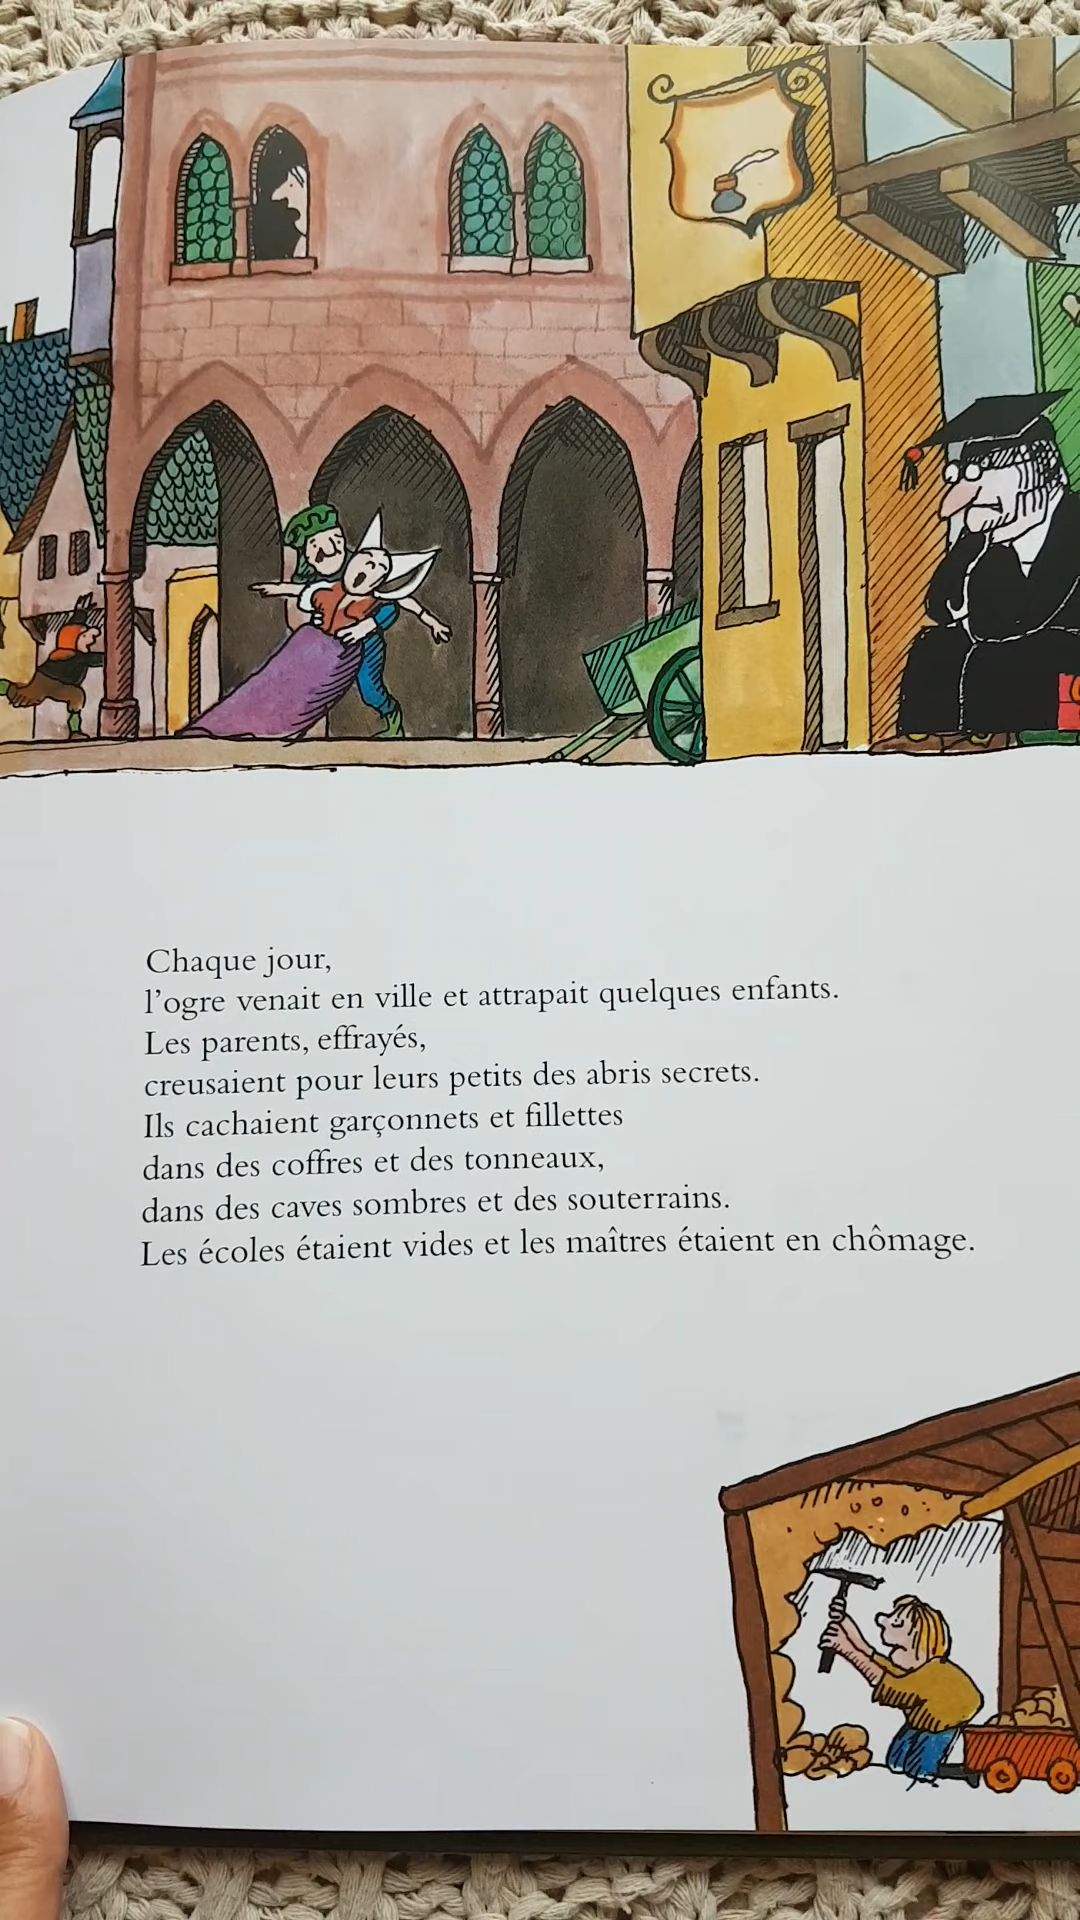 Chaque jour,
l'ogre venait en ville et attrapait quelques enfants.
Les parents, effrayés,
creusaient pour leurs petits des abris secrets.
Ils cachaient garçonnets et fillettes
dans des coffres et des tonneaux,
dans des caves sombres et des souterrains.
Les écoles étaient vides et les maîtres étaient en chômage.